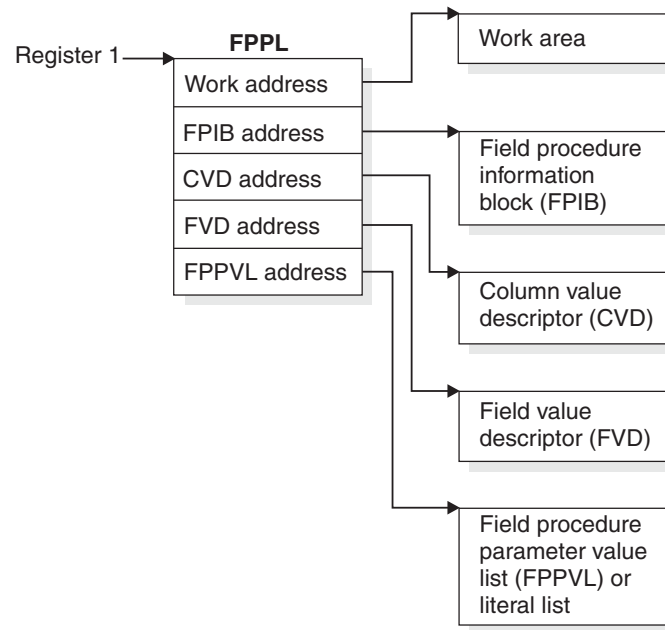 FPPL
Register 1
Work address
FPIB address
CVD address
FVD address
FPPVL address
Work area
Field procedure
information
block (FPIB)
Column value
descriptor (CVD)
Field value
descriptor (FVD)
Field procedure
parameter value
list (FPPVL) or
literal list